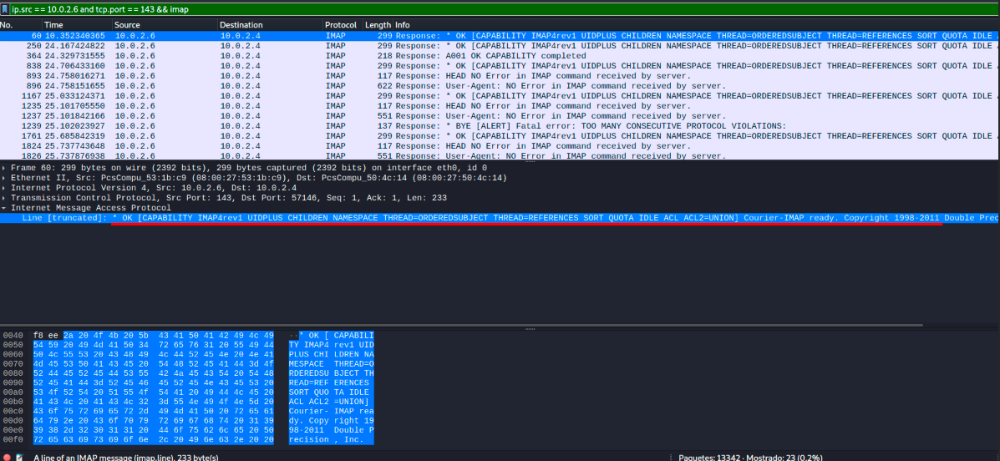 ip.src == 10.0.2.6 and tcp.port == 143 && imap
No. Time Source Destination Protocol Length Info
60 10.352340365 10.0.2.6 10.0.2.4 IMAP 299 Response: * OK [CAPABILITY IMAP4rev1 UIDPLUS CHILDREN NAMESPACE THREAD=ORDEREDSUBJECT THREAD=REFERENCES SORT QUOTA IDLE
250 24.167424822 10.0.2.6 10.0.2.4 IMAP 299 Response: * OK [CAPABILITY IMAP4rev1 UIDPLUS CHILDREN NAMESPACE THREAD=ORDEREDSUBJECT THREAD=REFERENCES SORT QUOTA IDLE
364 24.329731555 10.0.2.6 10.0.2.4 IMAP 218 Response: A001 OK CAPABILITY completed
838 24.706433160 10.0.2.6 10.0.2.4 IMAP 299 Response: * OK [CAPABILITY IMAP4rev1 UIDPLUS CHILDREN NAMESPACE THREAD=ORDEREDSUBJECT THREAD=REFERENCES SORT QUOTA IDLE
893 24.758016271 10.0.2.6 10.0.2.4 IMAP 117 Response: HEAD NO Error in IMAP command received by server.
896 24.758151655 10.0.2.6 10.0.2.4 IMAP 622 Response: User-Agent: NO Error in IMAP command received by server.
1167 25.033124371 10.0.2.6 10.0.2.4 IMAP 299 Response: * OK [CAPABILITY IMAP4rev1 UIDPLUS CHILDREN NAMESPACE THREAD=ORDEREDSUBJECT THREAD=REFERENCES SORT QUOTA IDLE
1235 25.101705550 10.0.2.6 10.0.2.4 IMAP 117 Response: HEAD NO Error in IMAP command received by server.
1237 25.101842166 10.0.2.6 10.0.2.4 IMAP 551 Response: User-Agent: NO Error in IMAP command received by server.
1239 25.102023927 10.0.2.6 10.0.2.4 IMAP 137 Response: * BYE [ALERT] Fatal error: TOO MANY CONSECUTIVE PROTOCOL VIOLATIONS:
1761 25.685842319 10.0.2.6 10.0.2.4 IMAP 299 Response: * OK [CAPABILITY IMAP4rev1 UIDPLUS CHILDREN NAMESPACE THREAD=ORDEREDSUBJECT THREAD=REFERENCES SORT QUOTA IDLE
1824 25.737743648 10.0.2.6 10.0.2.4 IMAP 117 Response: HEAD NO Error in IMAP command received by server.
1826 25.737876938 10.0.2.6 10.0.2.4 IMAP 551 Response: User-Agent: NO Error in IMAP command received by server.
Frame 60: 299 bytes on wire (2392 bits), 299 bytes captured (2392 bits) on interface eth0, id 0
Ethernet II, Src: PcsCompu_53:1b:c9 (08:00:27:53:1b:c9), Dst: PcsCompu_50:4c:14 (08:00:27:50:4c:14)
Internet Protocol Version 4, Src: 10.0.2.6, Dst: 10.0.2.4
Transmission Control Protocol, Src Port: 143, Dst Port: 57146, Seq: 1, Ack: 1, Len: 233
Internet Message Access Protocol
Line [truncated]: * OK [CAPABILITY IMAP4rev1 UIDPLUS CHILDREN NAMESPACE THREAD=ORDEREDSUBJECT THREAD=REFERENCES SORT QUOTA IDLE ACL ACL2=UNION] Courier-IMAP ready. Copyright 1998-2011 Double Prec
0040 f8 ee 2a 20 4f 4b 20 5b 43 41 50 41 42 49 4c 49 ··* OK [ CAPABILI
0050 54 59 20 49 4d 41 50 34 72 65 76 31 20 55 49 44 TY IMAP4 rev1 UID
0060 50 4c 55 53 20 43 48 49 4c 44 52 45 4e 20 4e 41 PLUS CHI LDREN NA
0070 4d 45 53 50 41 43 45 20 54 48 52 45 41 44 3d 4f MESPACE THREAD=O
0080 52 44 45 52 45 44 53 55 42 4a 45 43 54 20 54 48 RDEREDSU BJECT TH
0090 52 45 41 44 3d 52 45 46 45 52 45 4e 43 45 53 20 READ=REF ERENCES
00a0 53 4f 52 54 20 51 55 4f 54 41 20 49 44 4c 45 20 SORT QUO TA IDLE
00b0 41 43 4c 20 41 43 4c 32 3d 55 4e 49 4f 4e 5d 20 ACL ACL2 =UNION]
00c0 43 6f 75 72 69 65 72 2d 49 4d 41 50 20 72 65 61 Courier- IMAP rea
00d0 64 79 2e 20 43 6f 70 79 72 69 67 68 74 20 31 39 dy. Copy right 19
00e0 39 38 2d 32 30 31 31 20 44 6f 75 62 6c 65 20 50 98-2011 Double P
00f0 72 65 63 69 73 69 6f 6e 2c 20 49 6e 63 2e 20 20 recision , Inc.
A line of an IMAP message (imap.line), 233 byte(s)
Paquetes: 13342 · Mostrado: 23 (0.2%)